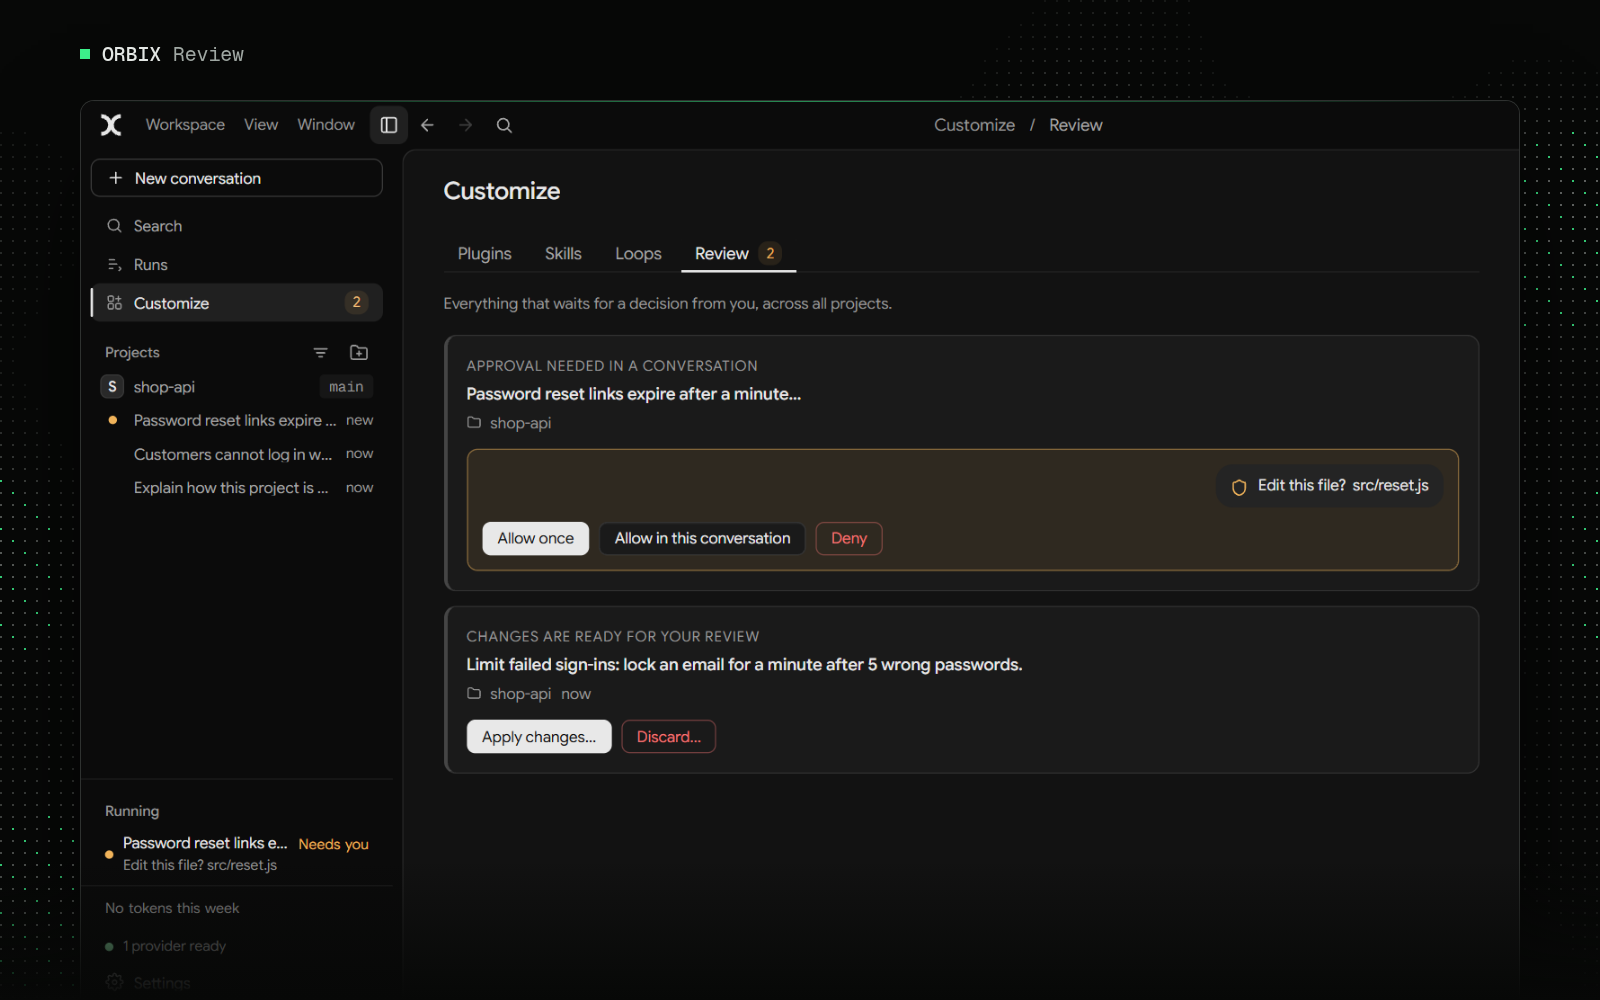 ORBIX Review
Workspace View Window
Customize / Review
New conversation
Search
Runs
Customize 2
Projects
S shop-api main
Password reset links expire ... new
Customers cannot log in w... now
Explain how this project is ... now
Running
Password reset links e... Needs you
Edit this file? src/reset.js
No tokens this week
1 provider ready
Settings
Customize
Plugins Skills Loops Review 2
Everything that waits for a decision from you, across all projects.
APPROVAL NEEDED IN A CONVERSATION
Password reset links expire after a minute...
shop-api
Edit this file? src/reset.js
Allow once Allow in this conversation Deny
CHANGES ARE READY FOR YOUR REVIEW
Limit failed sign-ins: lock an email for a minute after 5 wrong passwords.
shop-api now
Apply changes... Discard...